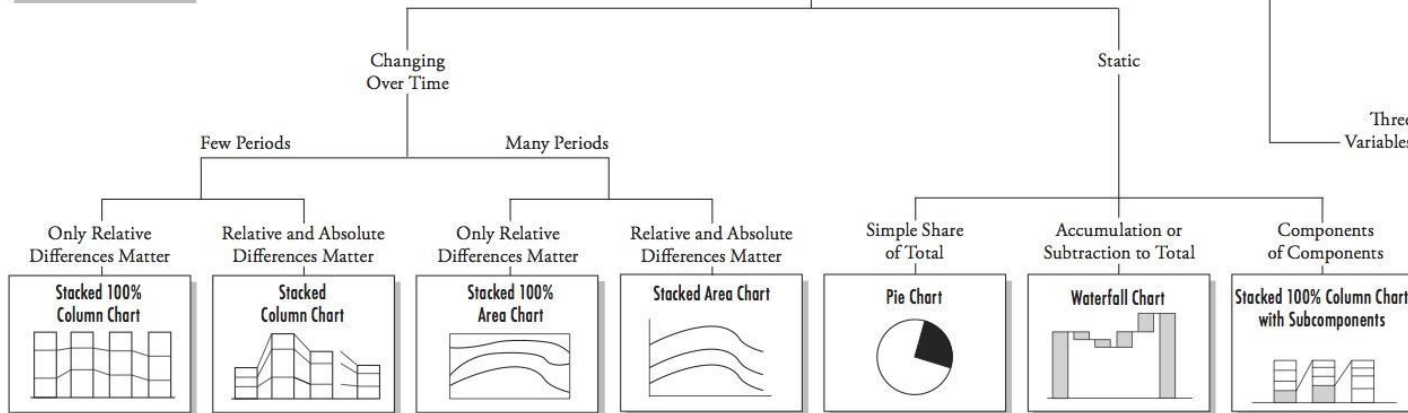 Changing
Over Time
Static
Three
Variables
Few Periods
Many Periods
Only Relative
Differences Matter
Relative and Absolute
Differences Matter
Only Relative
Differences Matter
Relative and Absolute
Differences Matter
Simple Share
of Total
Accumulation or
Subtraction to Total
Components
of Components
Stacked 100%
Column Chart
Stacked
Column Chart
Stacked 100%
Area Chart
Stacked Area Chart
Pie Chart
Waterfall Chart
Stacked 100% Column Chart
with Subcomponents